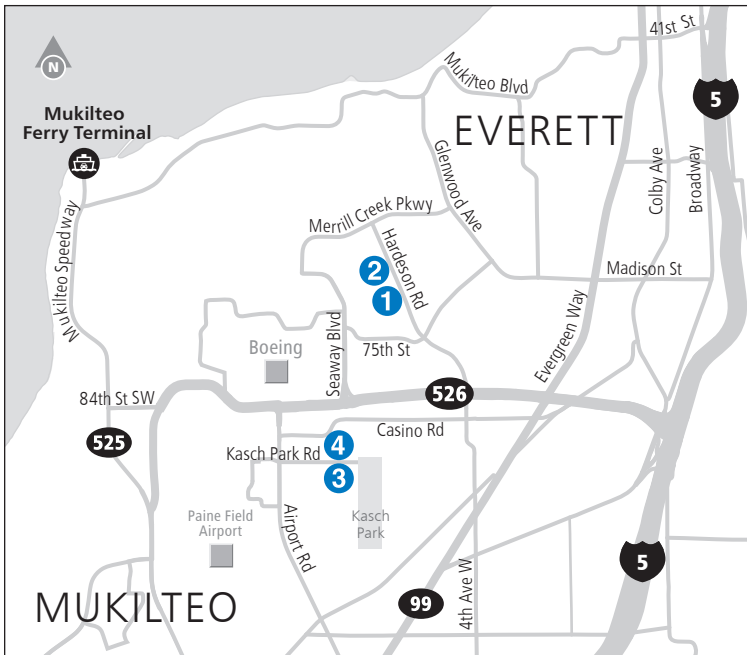 41st St
N
Mukilteo Blvd
5
Mukilteo
Ferry Terminal
EVERETT
Glenwood Ave
Colby Ave
Broadway
Merrill Creek Pkwy
Hardeson Rd
Mukilteo Speedway
2
Madison St
1
Seaway Blvd
Evergreen Way
Boeing
75th St
84th St SW
526
525
Casino Rd
4
Kasch Park Rd
3
Paine Field
Airport
Kasch
Park
Airport Rd
5
MUKILTEO
99
4th Ave W